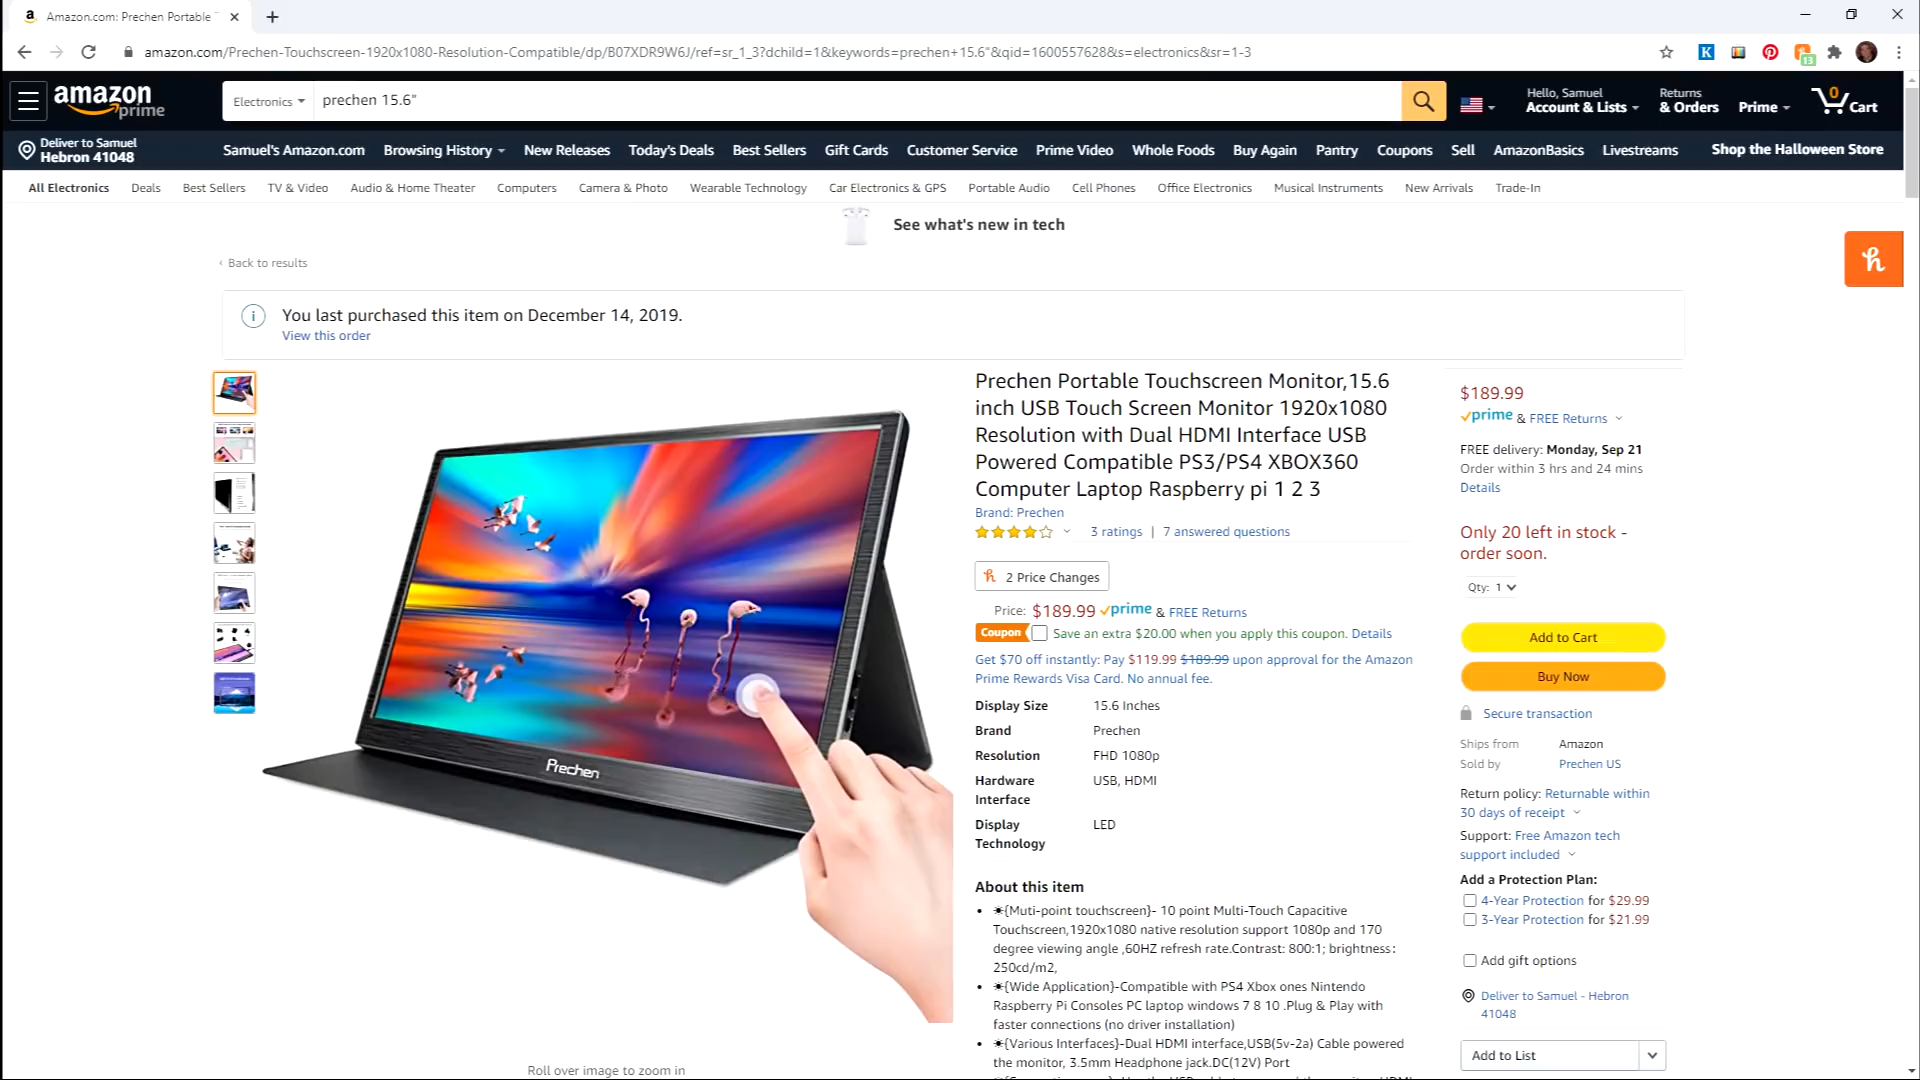 Amazon.com: Prechen Portable T
amazon.com/Prechen-Touchscreen-1920x1080-Resolution-Compatible/dp/B07XDR9W6J/ref=sr_1_3?dchild=1&keywords=prechen+15.6"&qid=1600557628&s=electronics&sr=1-3
K
13
amazon prime
Electronics
prechen 15.6"
Hello, Samuel
Account & Lists
Returns
& Orders
Prime
0
Cart
Deliver to Samuel
Hebron 41048
Samuel's Amazon.com Browsing History New Releases Today's Deals Best Sellers Gift Cards Customer Service Prime Video Whole Foods Buy Again Pantry Coupons Sell AmazonBasics Livestreams Shop the Halloween Store
All Electronics Deals Best Sellers TV & Video Audio & Home Theater Computers Camera & Photo Wearable Technology Car Electronics & GPS Portable Audio Cell Phones Office Electronics Musical Instruments New Arrivals Trade-In
See what's new in tech
‹ Back to results
h
You last purchased this item on December 14, 2019.
View this order
Prechen
Roll over image to zoom in
Prechen Portable Touchscreen Monitor,15.6
inch USB Touch Screen Monitor 1920x1080
Resolution with Dual HDMI Interface USB
Powered Compatible PS3/PS4 XBOX360
Computer Laptop Raspberry pi 1 2 3
Brand: Prechen
3 ratings | 7 answered questions
h 2 Price Changes
Price: $189.99 prime & FREE Returns
Coupon Save an extra $20.00 when you apply this coupon. Details
Get $70 off instantly: Pay $119.99 $189.99 upon approval for the Amazon
Prime Rewards Visa Card. No annual fee.
Display Size 15.6 Inches
Brand Prechen
Resolution FHD 1080p
Hardware Interface USB, HDMI
Display Technology LED
About this item
• ☀{Muti-point touchscreen}- 10 point Multi-Touch Capacitive
Touchscreen,1920x1080 native resolution support 1080p and 170
degree viewing angle ,60HZ refresh rate.Contrast: 800:1; brightness:
250cd/m2,
• ☀{Wide Application}-Compatible with PS4 Xbox ones Nintendo
Raspberry Pi Consoles PC laptop windows 7 8 10 .Plug & Play with
faster connections (no driver installation)
• ☀{Various Interfaces}-Dual HDMI interface,USB(5v-2a) Cable powered
the monitor, 3.5mm Headphone jack.DC(12V) Port
$189.99
prime & FREE Returns
FREE delivery: Monday, Sep 21
Order within 3 hrs and 24 mins
Details
Only 20 left in stock -
order soon.
Qty: 1
Add to Cart
Buy Now
Secure transaction
Ships from Amazon
Sold by Prechen US
Return policy: Returnable within
30 days of receipt
Support: Free Amazon tech
support included
Add a Protection Plan:
4-Year Protection for $29.99
3-Year Protection for $21.99
Add gift options
Deliver to Samuel - Hebron
41048
Add to List